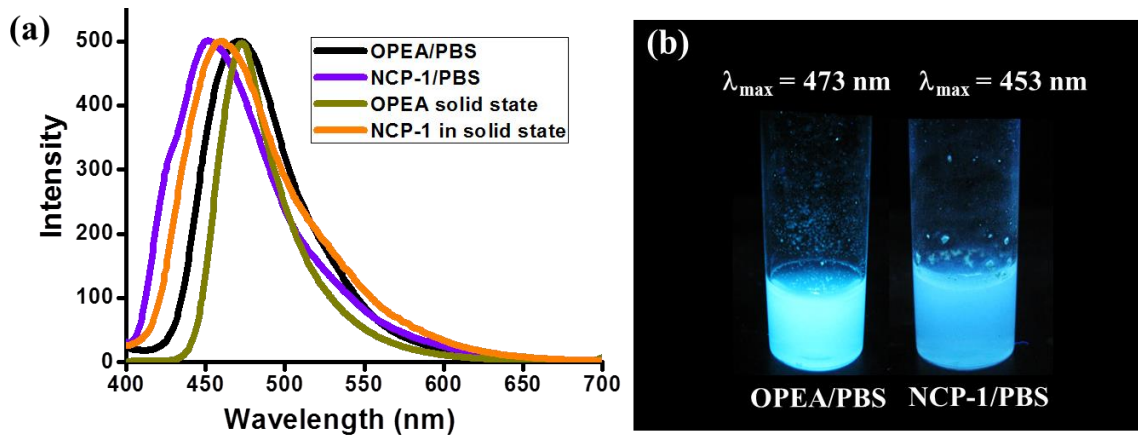 (a)
OPEA/PBS
NCP-1/PBS
OPEA solid state
NCP-1 in solid state
Intensity
500
400
300
200
100
0
400 450 500 550 600 650 700
Wavelength (nm)
(b)
λmax = 473 nm λmax = 453 nm
OPEA/PBS NCP-1/PBS